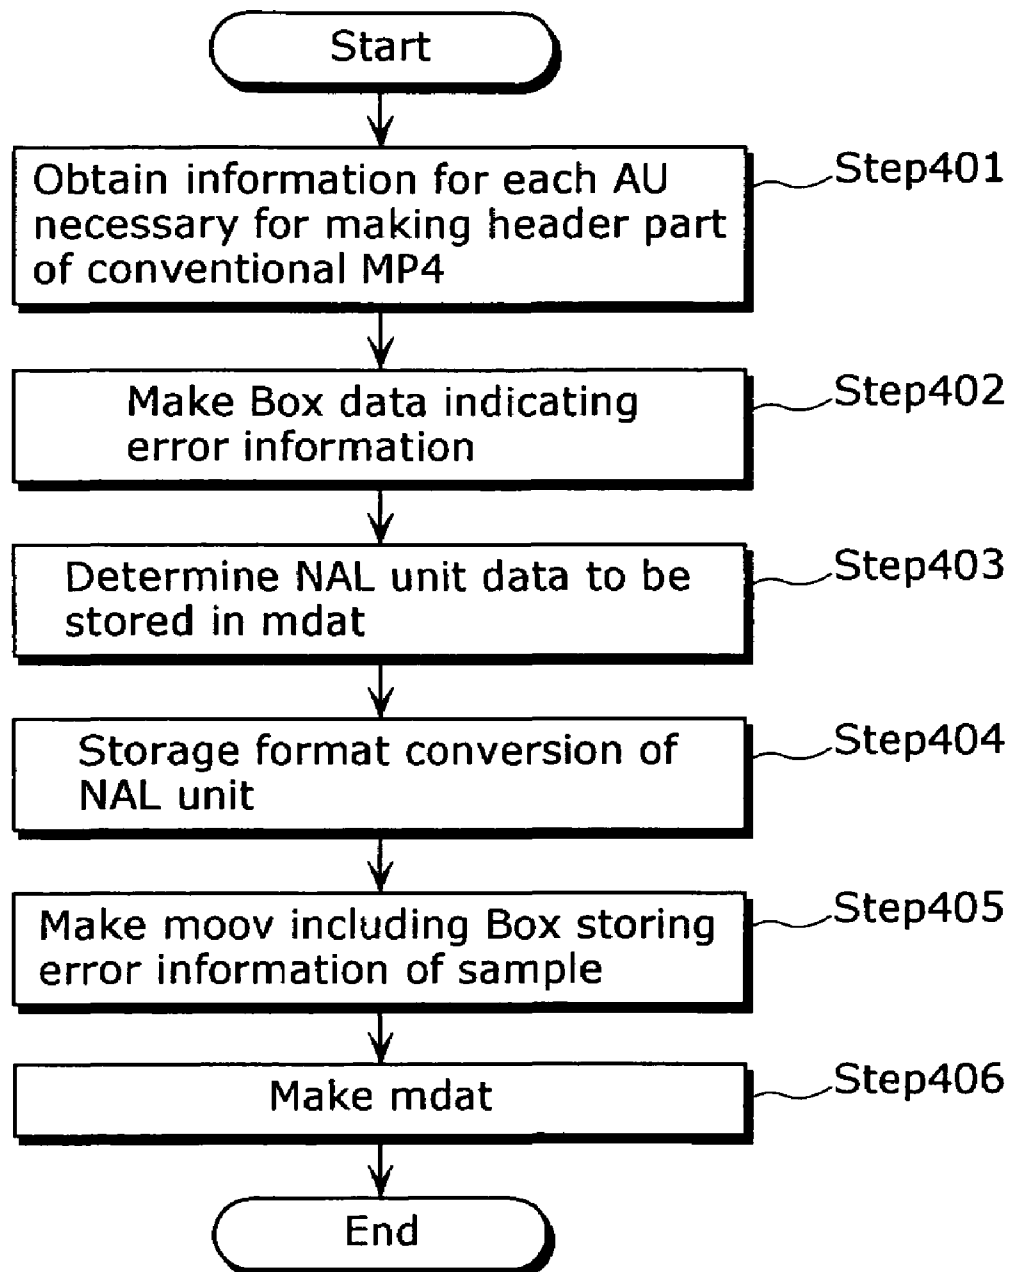 Start
Obtain information for each AU
necessary for making header part
of conventional MP4
Step401
Make Box data indicating
error information
Step402
Determine NAL unit data to be
stored in mdat
Step403
Storage format conversion of
NAL unit
Step404
Make moov including Box storing
error information of sample
Step405
Make mdat
Step406
End